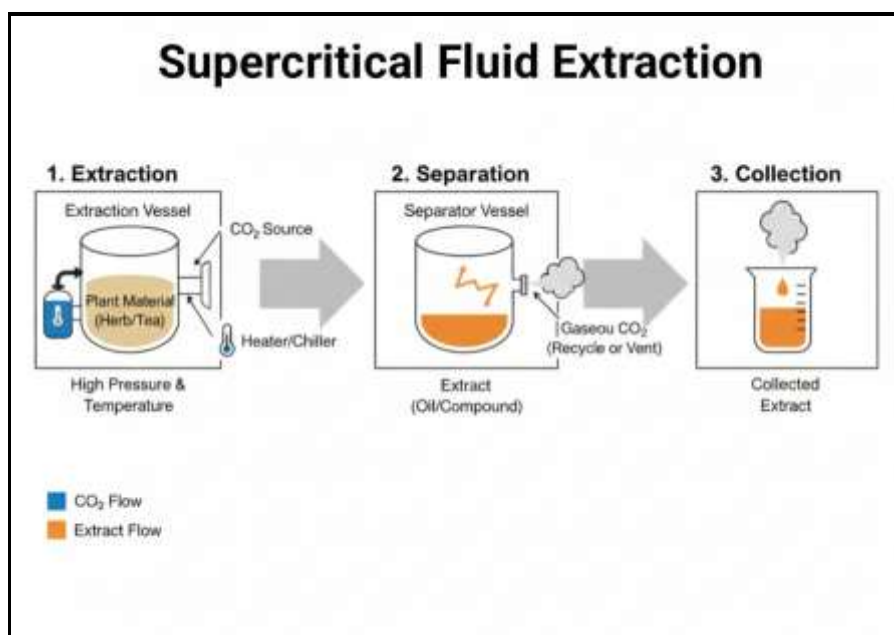 Supercritical Fluid Extraction
1. Extraction
Extraction Vessel
CO₂ Source
Plant Material
(Herb/Tea)
Heater/Chiller
High Pressure &
Temperature
2. Separation
Separator Vessel
Gaseou CO₂
(Recycle or Vent)
Extract
(Oil/Compound)
3. Collection
Collected
Extract
CO₂ Flow
Extract Flow